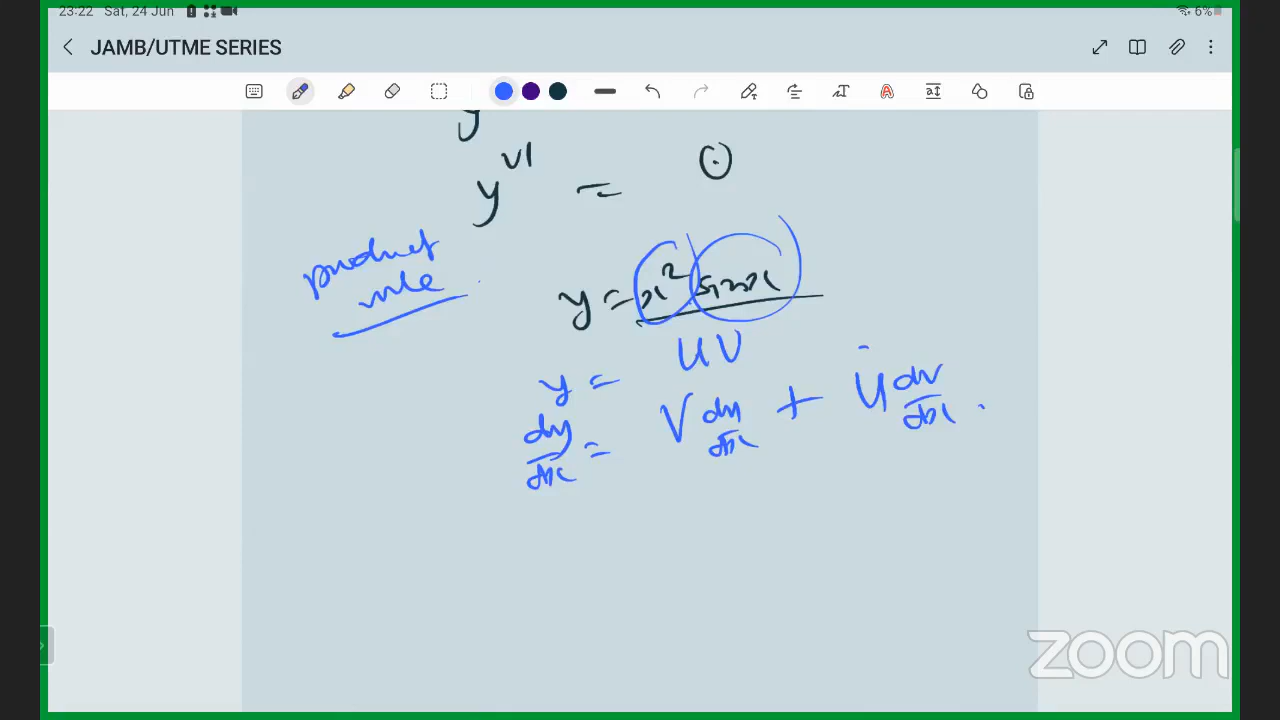 23:22 Sat, 24 Jun 6%
JAMB/UTME SERIES
y
y^VI = 0
product
rule
y = x² sinx
y = UV
dy/dx = V du/dx + U dv/dx
zoom